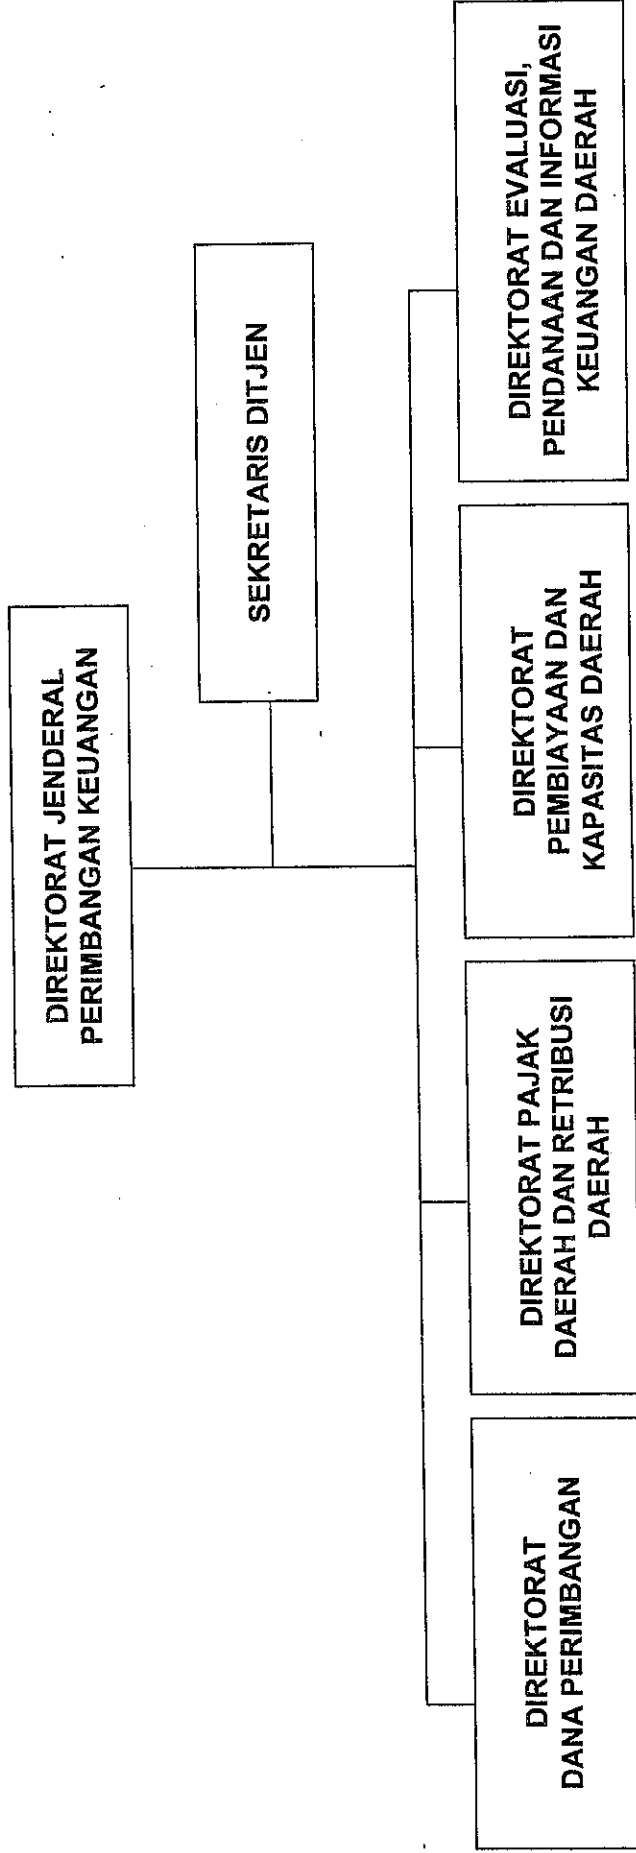 DIREKTORAT JENDERAL
PERIMBANGAN KEUANGAN
SEKRETARIS DITJEN
DIREKTORAT
DANA PERIMBANGAN
DIREKTORAT PAJAK
DAERAH DAN RETRIBUSI
DAERAH
DIREKTORAT
PEMBIAYAAN DAN
KAPASITAS DAERAH
DIREKTORAT EVALUASI,
PENDANAAN DAN INFORMASI
KEUANGAN DAERAH